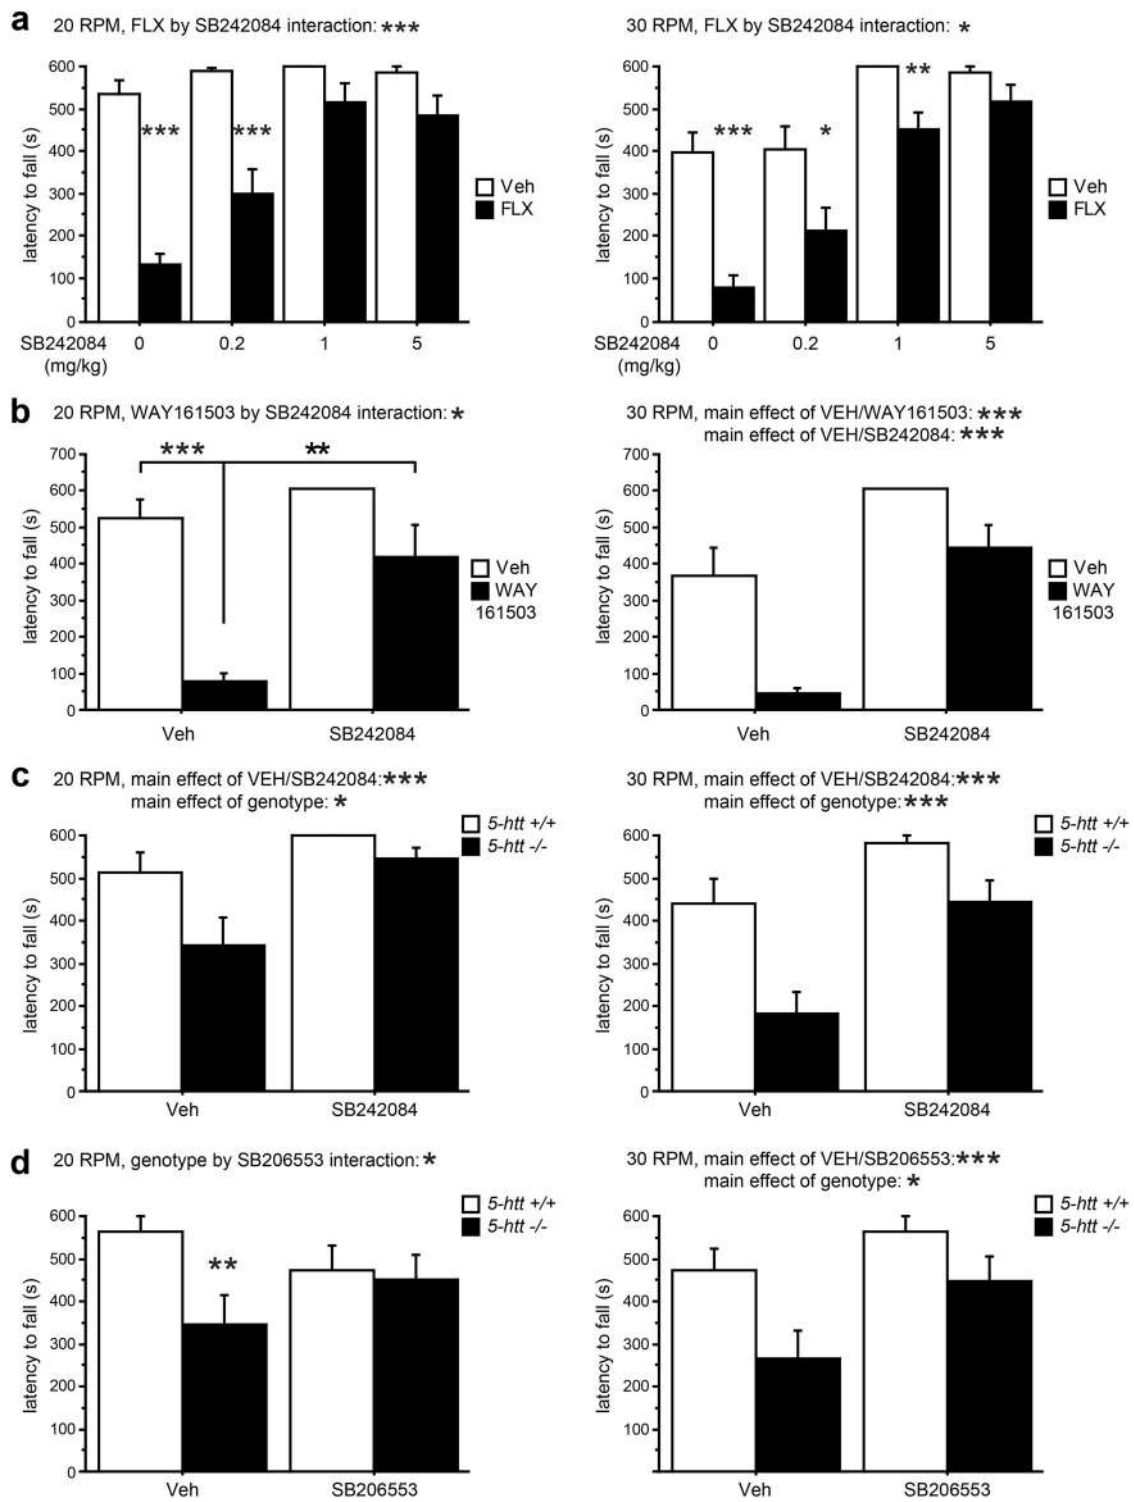 a
20 RPM, FLX by SB242084 interaction: ***
600
500
400
300
200
100
0
latency to fall (s)
***
***
Veh
FLX
SB242084
(mg/kg)
0 0.2 1 5
30 RPM, FLX by SB242084 interaction: *
600
500
400
300
200
100
0
latency to fall (s)
***
*
**
Veh
FLX
SB242084
(mg/kg)
0 0.2 1 5
b
20 RPM, WAY161503 by SB242084 interaction: *
700
600
500
400
300
200
100
0
latency to fall (s)
*** **
Veh
WAY
161503
Veh SB242084
30 RPM, main effect of VEH/WAY161503: ***
main effect of VEH/SB242084: ***
700
600
500
400
300
200
100
0
latency to fall (s)
Veh
WAY
161503
Veh SB242084
c
20 RPM, main effect of VEH/SB242084:***
main effect of genotype: *
600
500
400
300
200
100
0
latency to fall (s)
5-htt +/+
5-htt -/-
Veh SB242084
30 RPM, main effect of VEH/SB242084:***
main effect of genotype:***
600
500
400
300
200
100
0
latency to fall (s)
5-htt +/+
5-htt -/-
Veh SB242084
d
20 RPM, genotype by SB206553 interaction: *
600
500
400
300
200
100
0
latency to fall (s)
**
5-htt +/+
5-htt -/-
Veh SB206553
30 RPM, main effect of VEH/SB206553:***
main effect of genotype: *
600
500
400
300
200
100
latency to fall (s)
5-htt +/+
5-htt -/-
Veh SB206553